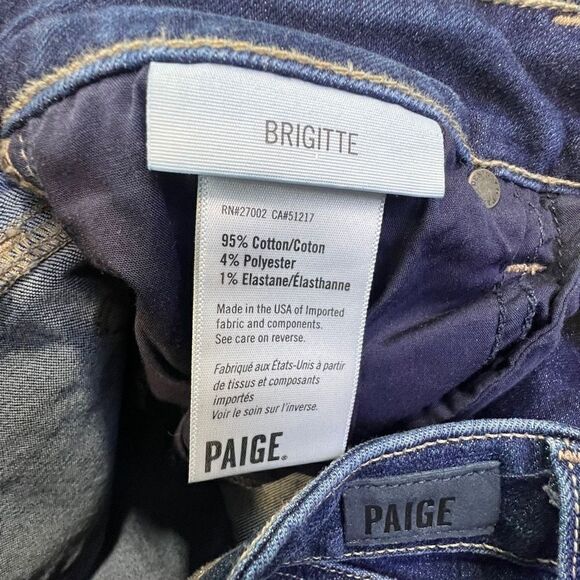 BRIGITTE
RN#27002 CA#51217
95% Cotton/Coton
4% Polyester
1% Elastane/Élasthanne
Made in the USA of Imported
fabric and components.
See care on reverse.
Fabriqué aux États-Unis à partir
de tissus et composants
importés
Voir le soin sur l'inverse.
PAIGE®
PAIGE